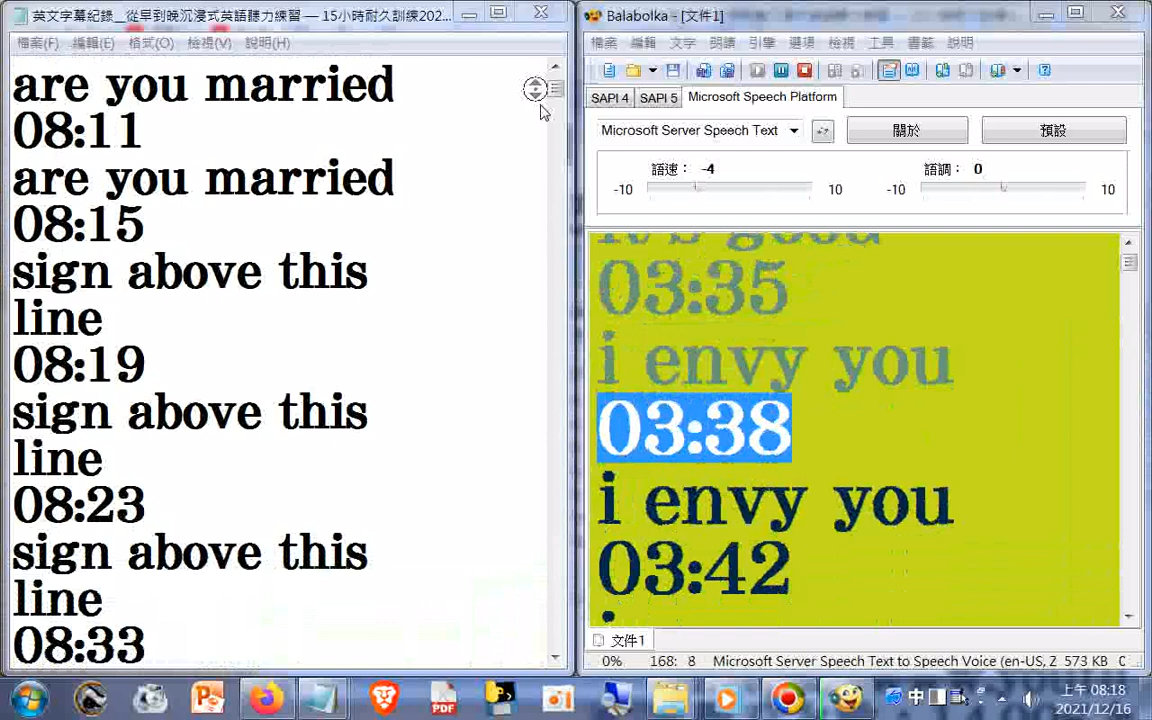 英文字幕紀錄__從早到晚沉浸式英語聽力練習 — 15小時耐久訓練202...
檔案(F) 編輯(E) 格式(O) 檢視(V) 說明(H)
are you married
08:11
are you married
08:15
sign above this
line
08:19
sign above this
line
08:23
sign above this
line
08:33
Balabolka - [文件1]
檔案 編輯 文字 朗讀 引擎 選項 檢視 工具 書籤 說明
SAPI 4 SAPI 5 Microsoft Speech Platform
Microsoft Server Speech Text 關於 預設
語速： -4 語調： 0
-10 10 -10 10
it's good
03:35
i envy you
03:38
i envy you
03:42
文件1
0% 168: 8 Microsoft Server Speech Text to Speech Voice (en-US, 2 573 KB
PDF
中
上午 08:18
2021/12/16